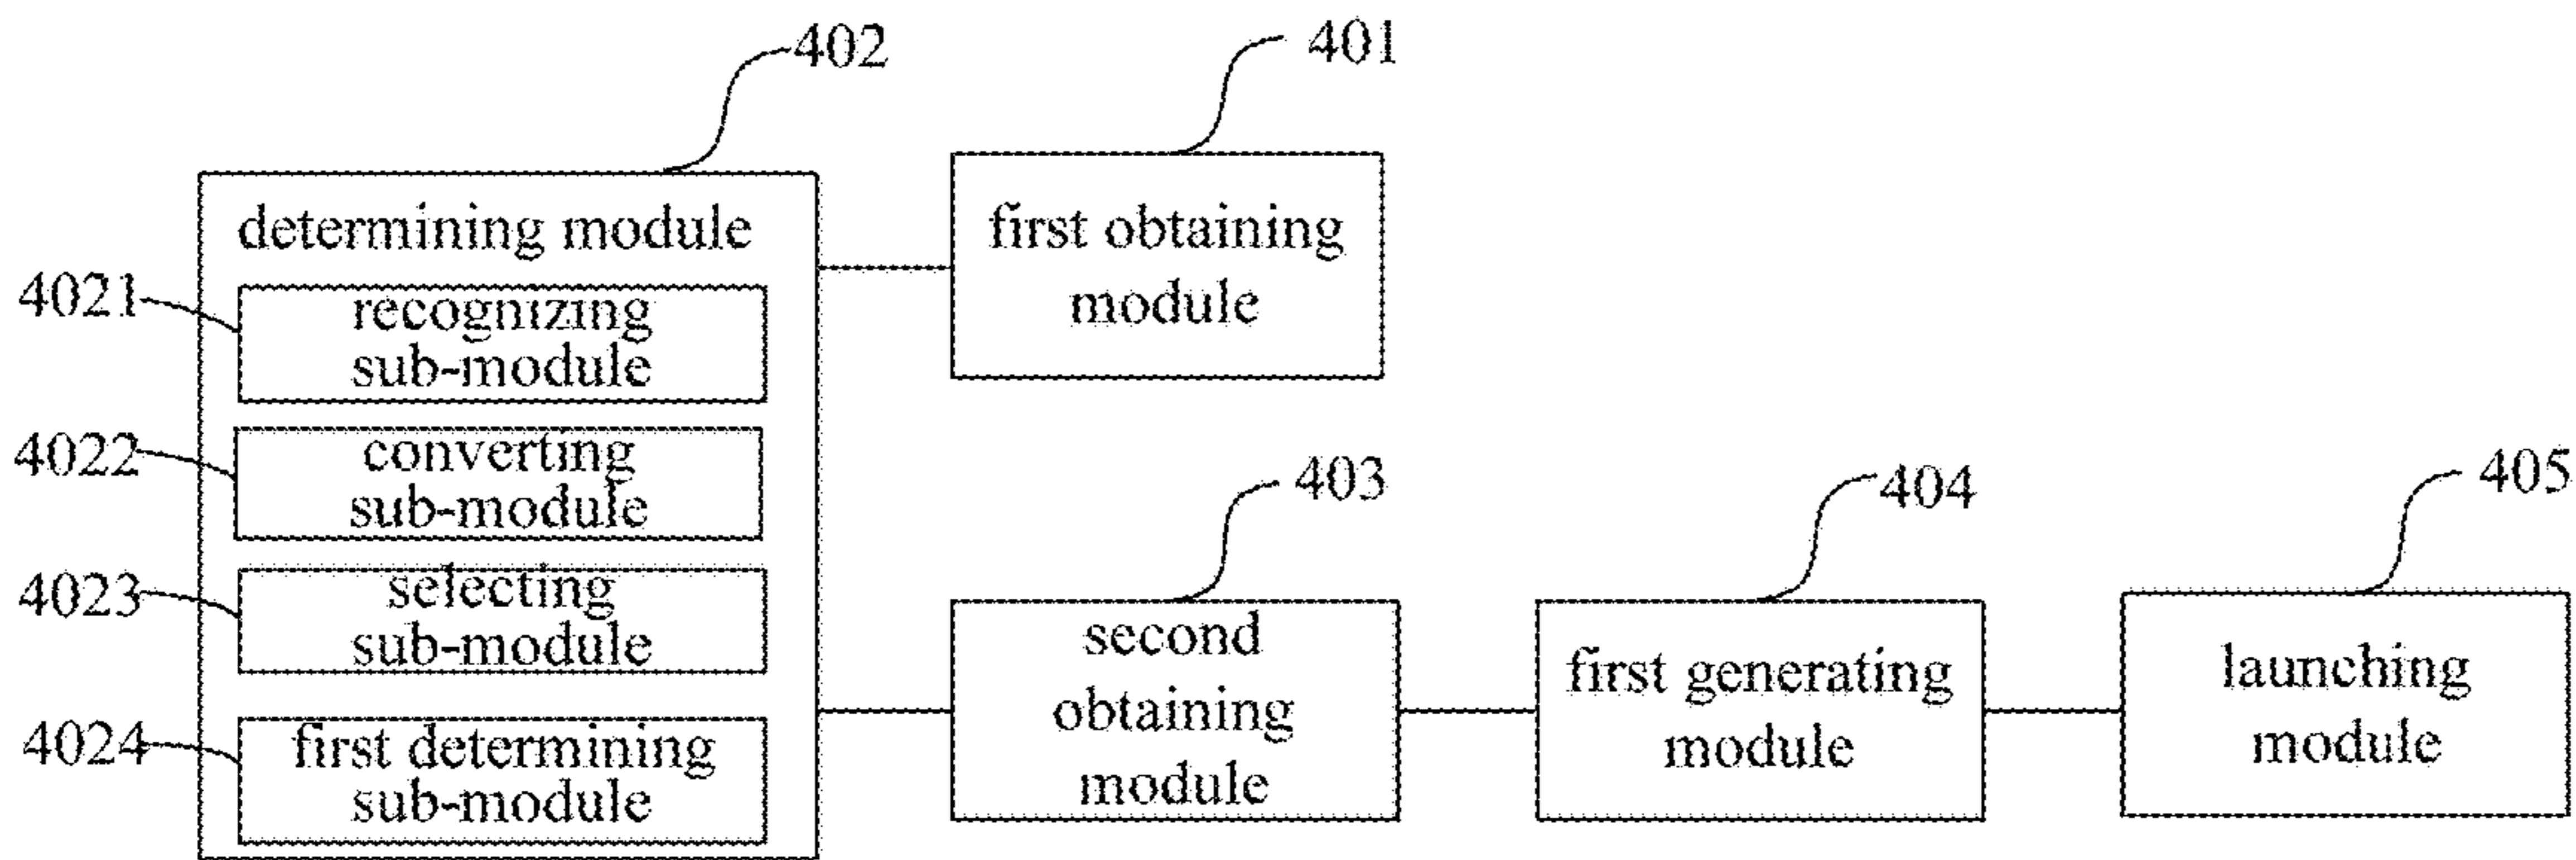 402
401
determining module
first obtaining
module
4021
recognizing
sub-module
4022
converting
sub-module
4023
selecting
sub-module
4024
first determining
sub-module
403
404
405
second
obtaining
module
first generating
module
launching
module